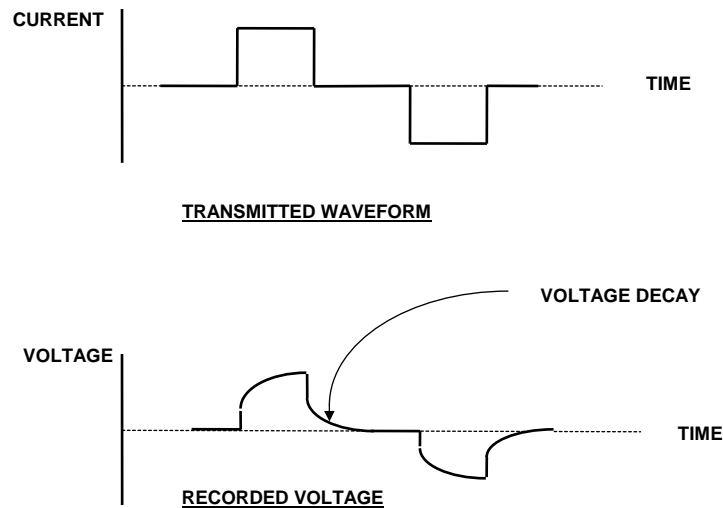 CURRENT
TIME
TRANSMITTED WAVEFORM
VOLTAGE DECAY
VOLTAGE
TIME
RECORDED VOLTAGE